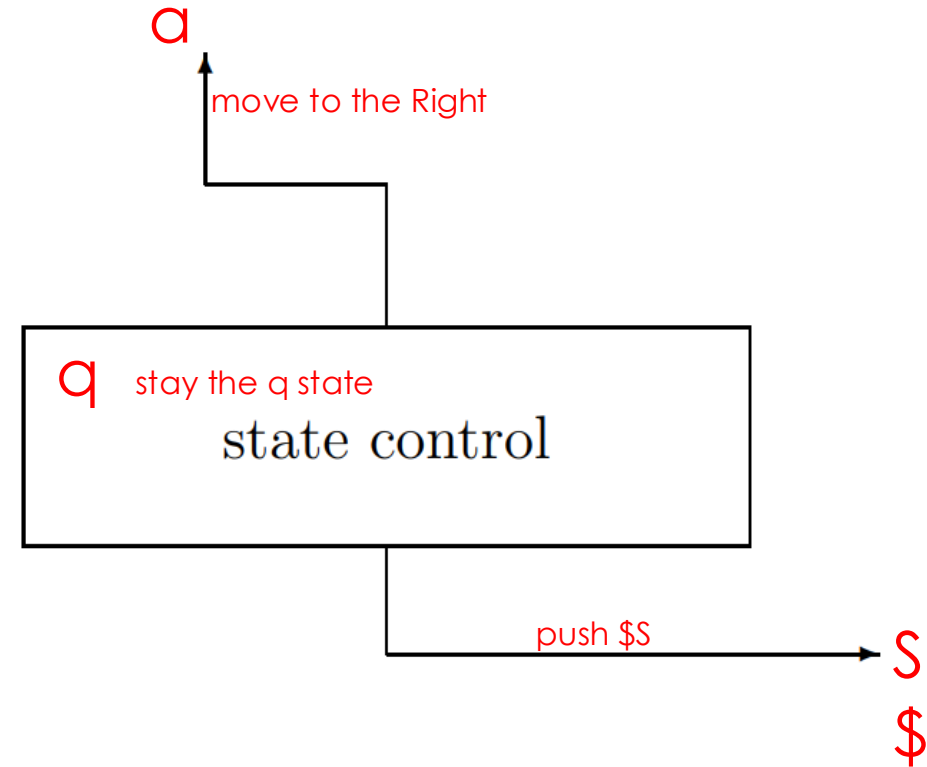 a
move to the Right
q stay the q state
state control
push $S
S
$